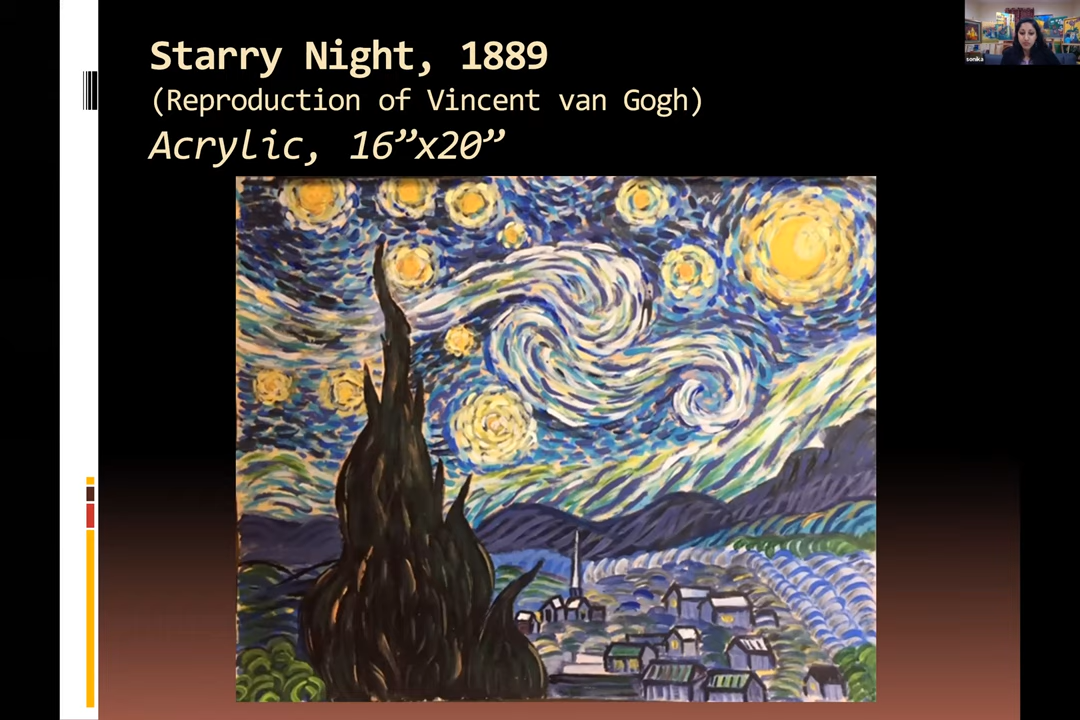 Starry Night, 1889
(Reproduction of Vincent van Gogh)
Acrylic, 16”x20”
sonika